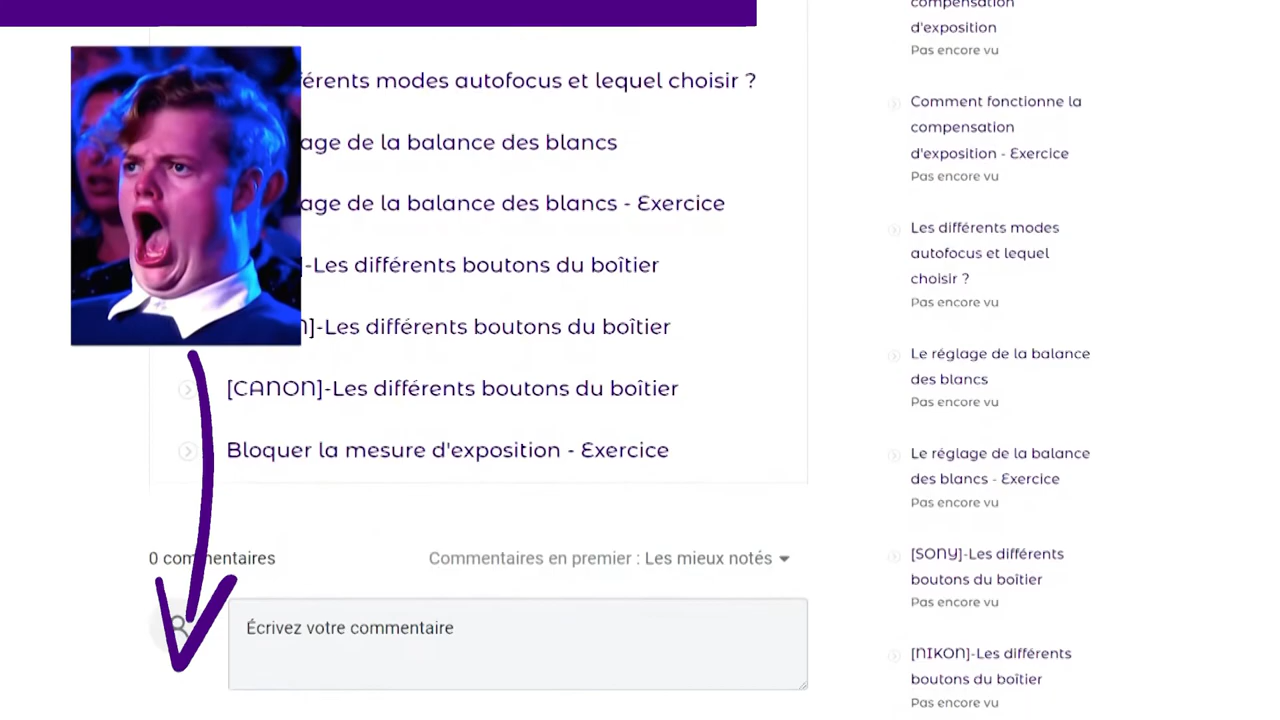 férents modes autofocus et lequel choisir ?
age de la balance des blancs
age de la balance des blancs - Exercice
]-Les différents boutons du boîtier
]-Les différents boutons du boîtier
[CANON]-Les différents boutons du boîtier
Bloquer la mesure d'exposition - Exercice
0 commentaires
Commentaires en premier : Les mieux notés
Écrivez votre commentaire
compensation
d'exposition
Pas encore vu
Comment fonctionne la
compensation
d'exposition - Exercice
Pas encore vu
Les différents modes
autofocus et lequel
choisir ?
Pas encore vu
Le réglage de la balance
des blancs
Pas encore vu
Le réglage de la balance
des blancs - Exercice
Pas encore vu
[SONY]-Les différents
boutons du boîtier
Pas encore vu
[NIKON]-Les différents
boutons du boîtier
Pas encore vu